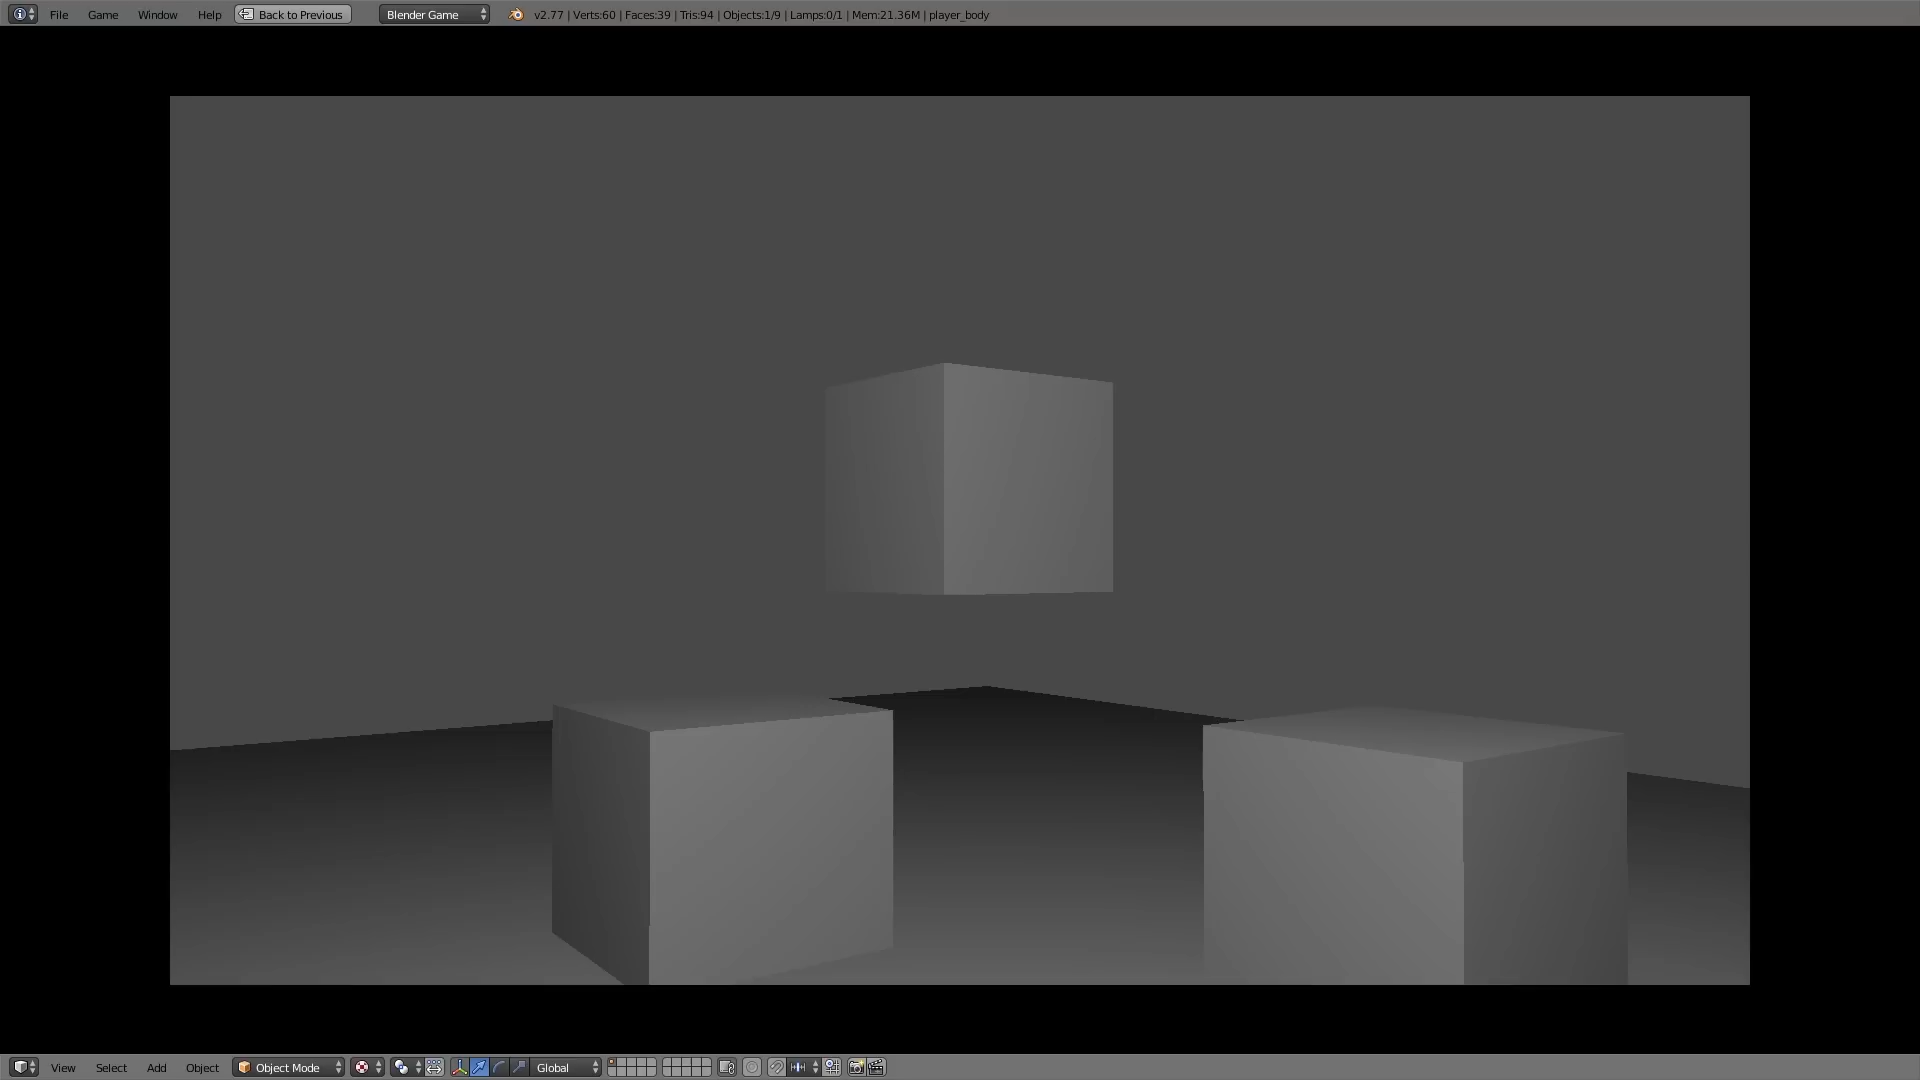 File Game Window Help Back to Previous Blender Game v2.77 | Verts:60 | Faces:39 | Tris:94 | Objects:1/9 | Lamps:0/1 | Mem:21.36M | player_body
View Select Add Object Object Mode Global